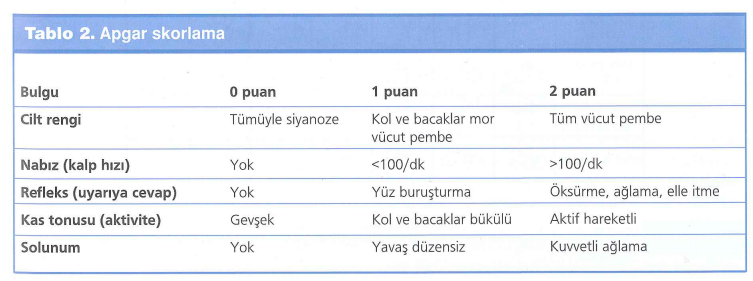 Tablo 2. Apgar skorlama
Bulgu 0 puan 1 puan 2 puan
Cilt rengi Tümüyle siyanoze Kol ve bacaklar mor Tüm vücut pembe
vücut pembe
Nabız (kalp hızı) Yok <100/dk >100/dk
Refleks (uyarıya cevap) Yok Yüz buruşturma Öksürme, ağlama, elle itme
Kas tonusu (aktivite) Gevşek Kol ve bacaklar bükülü Aktif hareketli
Solunum Yok Yavaş düzensiz Kuvvetli ağlama